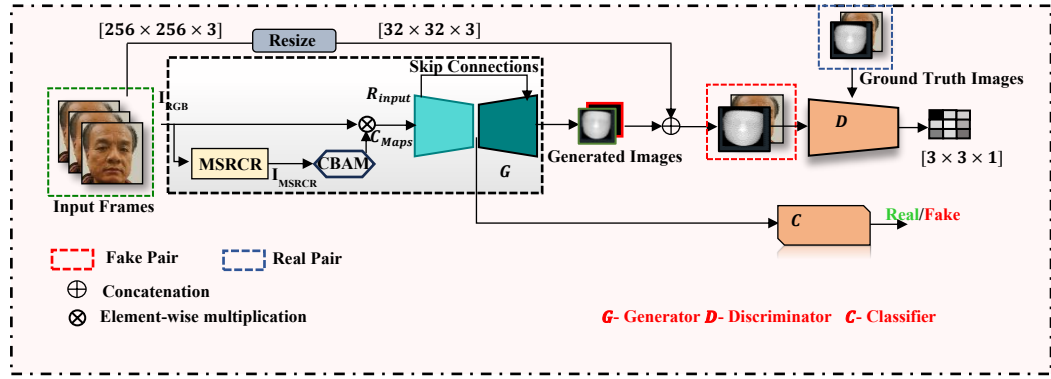 [256 × 256 × 3]
Resize
[32 × 32 × 3]
Skip Connections
Ground Truth Images
I_RGB
R_input
C_Maps
D
MSRCR
I_MSRCR
CBAM
G
Generated Images
[3 × 3 × 1]
Input Frames
C
Real/Fake
Fake Pair
Real Pair
Concatenation
Element-wise multiplication
G- Generator D- Discriminator C- Classifier